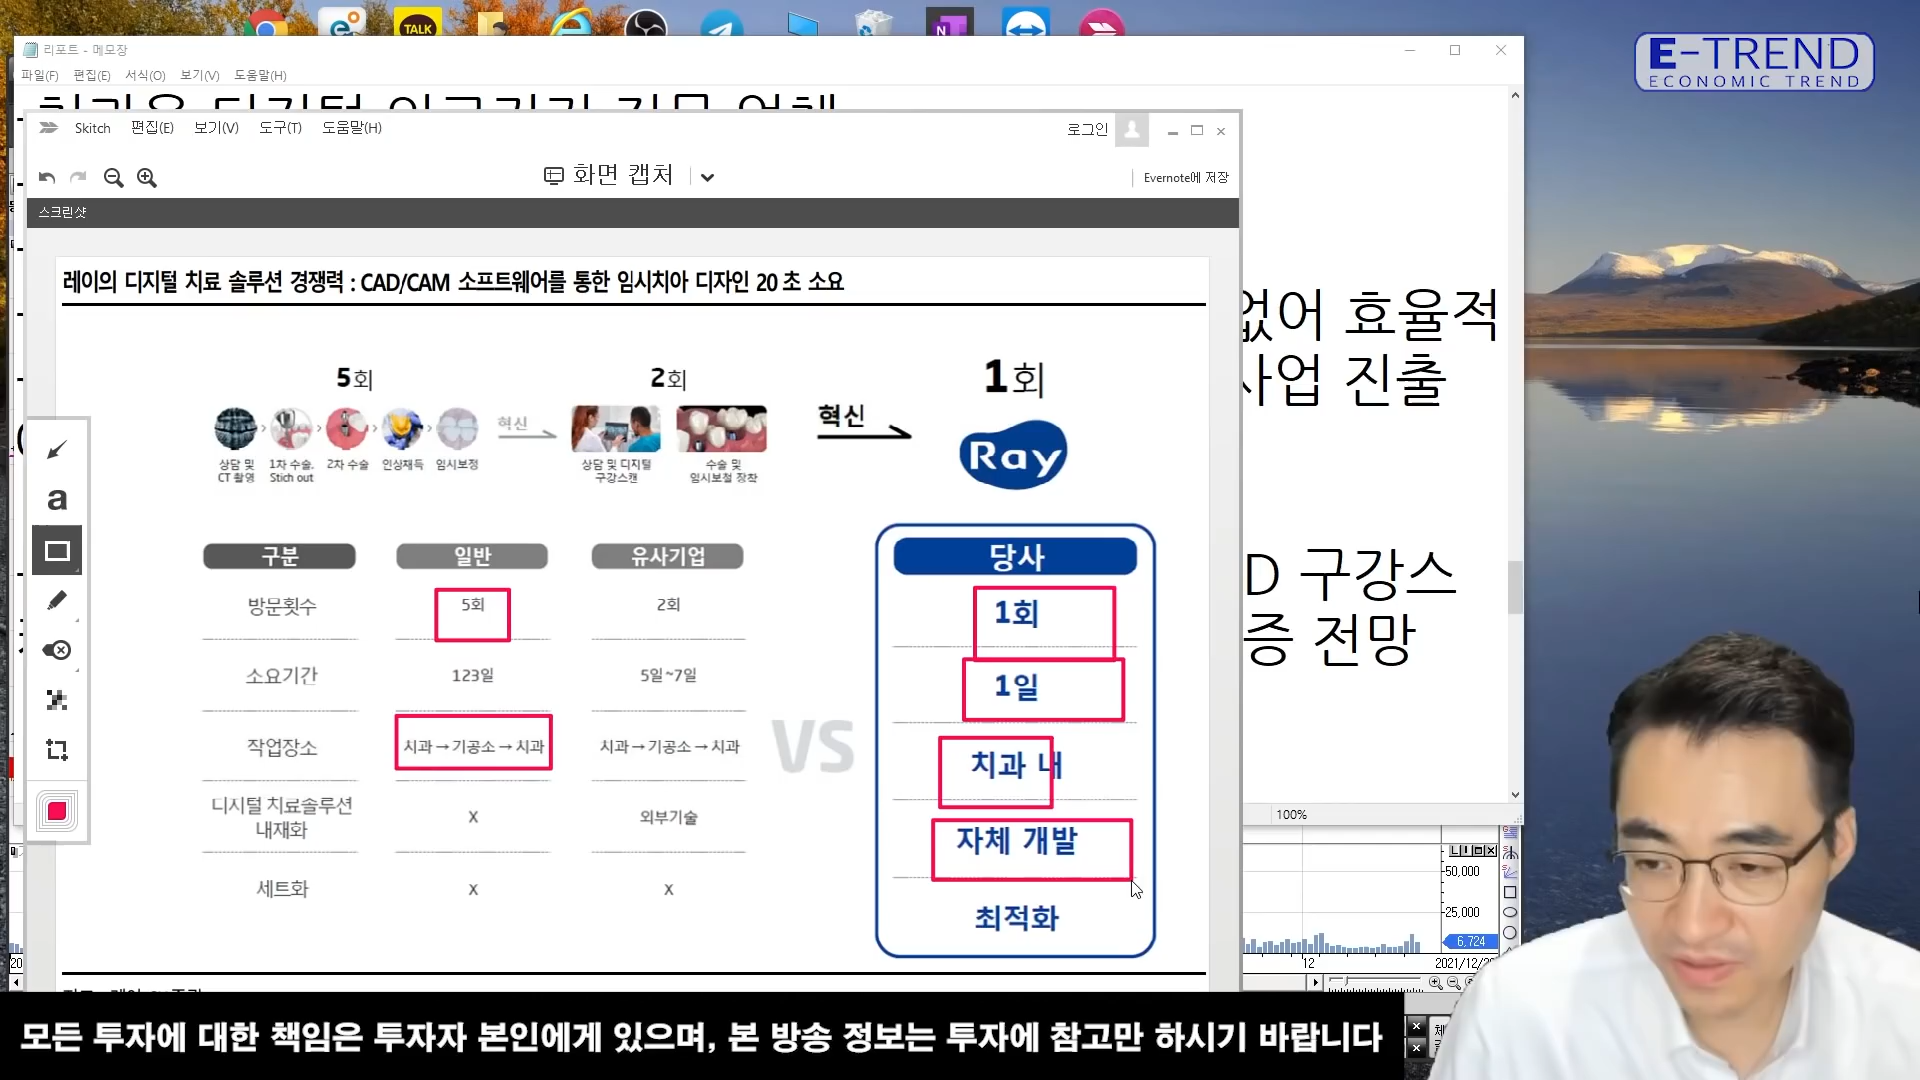 TALK
리포트 - 메모장
파일(F) 편집(E) 서식(O) 보기(V) 도움말(H)
E-TREND
ECONOMIC TREND
Skitch 편집(E) 보기(V) 도구(T) 도움말(H)
로그인
화면 캡처
Evernote에 저장
스크린샷
레이의 디지털 치료 솔루션 경쟁력 : CAD/CAM 소프트웨어를 통한 임시치아 디자인 20초 소요
없어 효율적
사업 진출
D 구강스
증 전망
5회
2회
1회
혁신
혁신
Ray
상담 및 CT 촬영
1차 수술, Stich out
2차 수술
인상재득
임시보정
상담 및 디지털 구강스캔
수술 및 임시보철 장착
구분 일반 유사기업 당사
방문횟수 5회 2회 1회
소요기간 123일 5일~7일 1일
작업장소 치과→기공소→치과 치과→기공소→치과 치과 내
VS
디지털 치료솔루션 내재화 X 외부기술 자체 개발
세트화 X X 최적화
a
100%
50,000
25,000
6,724
12
모든 투자에 대한 책임은 투자자 본인에게 있으며, 본 방송 정보는 투자에 참고만 하시기 바랍니다